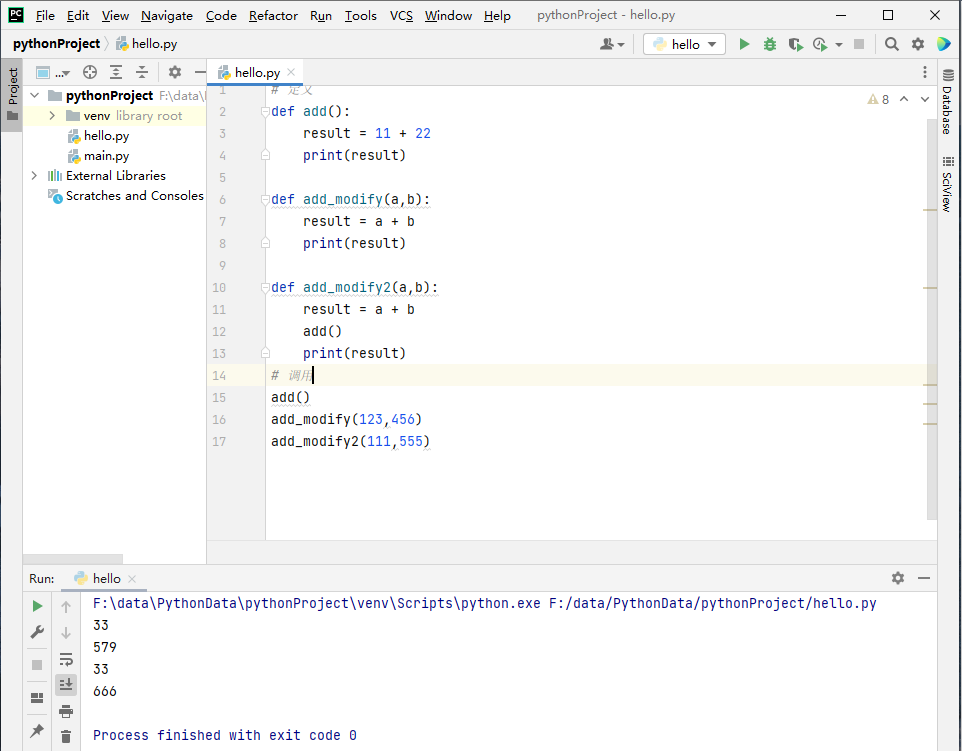 PC File Edit View Navigate Code Refactor Run Tools VCS Window Help pythonProject - hello.py
pythonProject hello.py hello
Project
... hello.py
pythonProject F:\data\
venv library root
hello.py
main.py
External Libraries
Scratches and Consoles
8
1 # 定义
2 def add():
3 result = 11 + 22
4 print(result)
5
6 def add_modify(a,b):
7 result = a + b
8 print(result)
9
10 def add_modify2(a,b):
11 result = a + b
12 add()
13 print(result)
14 # 调用
15 add()
16 add_modify(123,456)
17 add_modify2(111,555)
Database
SciView
Run: hello
F:\data\PythonData\pythonProject\venv\Scripts\python.exe F:/data/PythonData/pythonProject/hello.py
33
579
33
666
Process finished with exit code 0